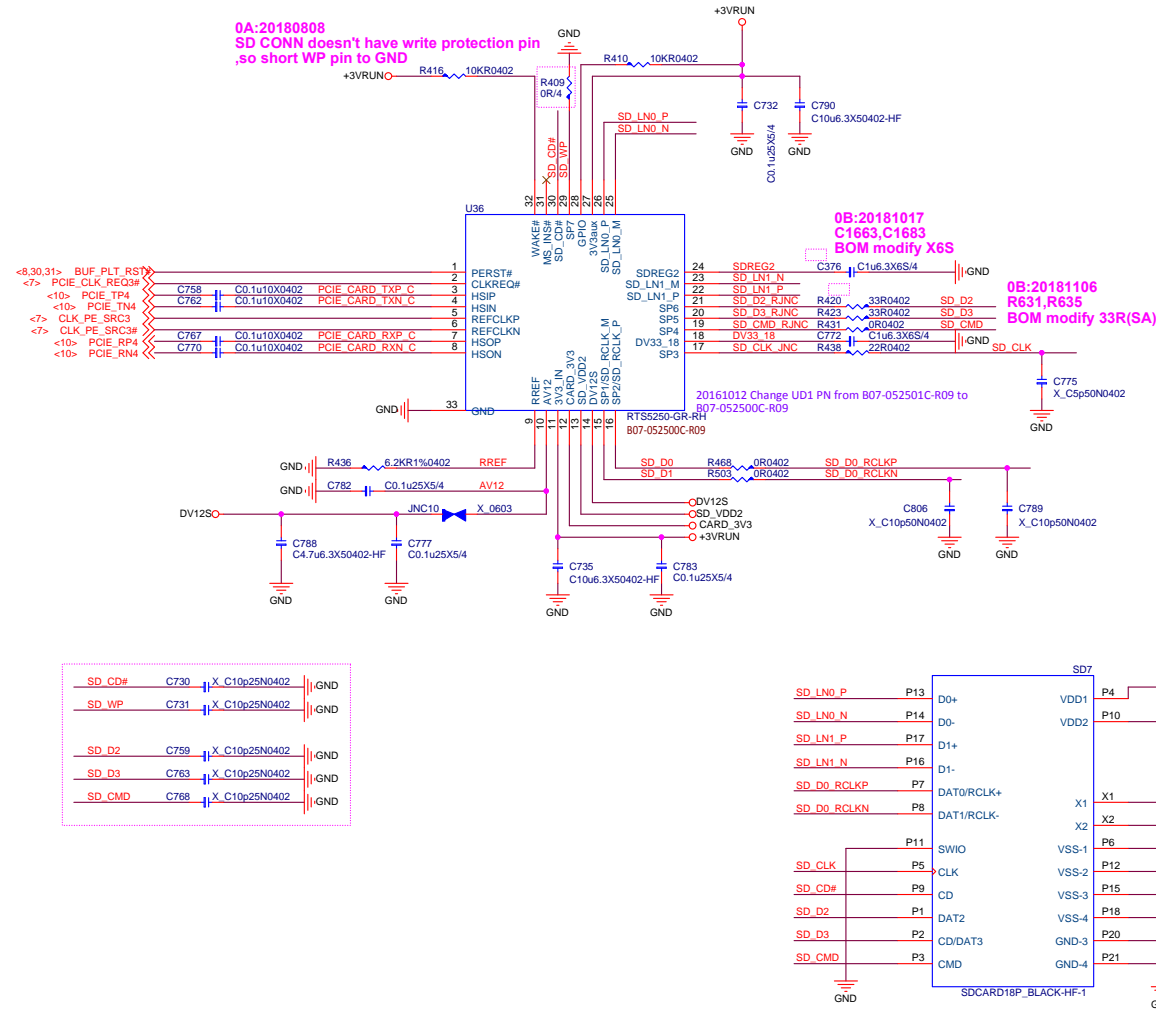 +3VRUN
0A:20180808
SD CONN doesn't have write protection pin
,so short WP pin to GND
GND
R416 10KR0402
+3VRUN
R409
0R/4
R410 10KR0402
C732
C0.1u25X5/4
C790
C10u6.3X50402-HF
GND
GND
SD_LN0_P
SD_LN0_N
SD_CD#
SD_WP
32 31 30 29 28 27 26 25
U36
WAKE# MS_INS# SD_CD# SP7 GPIO 3V3aux SD_LN0_P SD_LN0_M
0B:20181017
C1663,C1683
BOM modify X6S
0B:20181106
R631,R635
BOM modify 33R(SA)
<8,30,31> BUF_PLT_RST# 1 PERST#
<7> PCIE_CLK_REQ3# 2 CLKREQ#
<10> PCIE_TP4 C758 C0.1u10X0402 PCIE_CARD_TXP_C 3 HSIP
<10> PCIE_TN4 C762 C0.1u10X0402 PCIE_CARD_TXN_C 4 HSIN
<7> CLK_PE_SRC3 5 REFCLKP
<7> CLK_PE_SRC3# 6 REFCLKN
<10> PCIE_RP4 C767 C0.1u10X0402 PCIE_CARD_RXP_C 7 HSOP
<10> PCIE_RN4 C770 C0.1u10X0402 PCIE_CARD_RXN_C 8 HSON
SDREG2 24 SDREG2 C376 C1u6.3X6S/4 GND
SD_LN1_M 23 SD_LN1_N
SD_LN1_P 22 SD_LN1_P
SP6 21 SD_D2_RJNC R420 33R0402 SD_D2
SP5 20 SD_D3_RJNC R423 33R0402 SD_D3
SP4 19 SD_CMD_RJNC R431 0R0402 SD_CMD
DV33_18 18 DV33_18 C772 C1u6.3X6S/4 GND
SP3 17 SD_CLK_JNC R438 22R0402 SD_CLK
C775
X_C5p50N0402
GND
GND 33 GND
RREF AV12 3V3_IN CARD_3V3 SD_VDD2 DV12S SP1/SD_RCLK_M SP2/SD_RCLK_P
9 10 11 12 13 14 15 16
20161012 Change UD1 PN from B07-052501C-R09 to
B07-052500C-R09
RTS5250-GR-RH
B07-052500C-R09
GND R436 6.2KR1%0402 RREF
GND C782 C0.1u25X5/4 AV12
DV12S JNC10 X_0603
SD_D0 R468 0R0402 SD_D0_RCLKP
SD_D1 R503 0R0402 SD_D0_RCLKN
DV12S
SD_VDD2
CARD_3V3
+3VRUN
C806
X_C10p50N0402
GND
C789
X_C10p50N0402
GND
C788
C4.7u6.3X50402-HF
GND
C777
C0.1u25X5/4
GND
C735
C10u6.3X50402-HF
GND
C783
C0.1u25X5/4
GND
SD_CD# C730 X_C10p25N0402 GND
SD_WP C731 X_C10p25N0402 GND
SD_D2 C759 X_C10p25N0402 GND
SD_D3 C763 X_C10p25N0402 GND
SD_CMD C768 X_C10p25N0402 GND
SD7
SD_LN0_P P13 D0+ VDD1 P4
SD_LN0_N P14 D0- VDD2 P10
SD_LN1_P P17 D1+
SD_LN1_N P16 D1-
SD_D0_RCLKP P7 DAT0/RCLK+ X1 X1
SD_D0_RCLKN P8 DAT1/RCLK- X2 X2
P11 SWIO VSS-1 P6
SD_CLK P5 CLK VSS-2 P12
SD_CD# P9 CD VSS-3 P15
SD_D2 P1 DAT2 VSS-4 P18
SD_D3 P2 CD/DAT3 GND-3 P20
SD_CMD P3 CMD GND-4 P21
GND
SDCARD18P_BLACK-HF-1